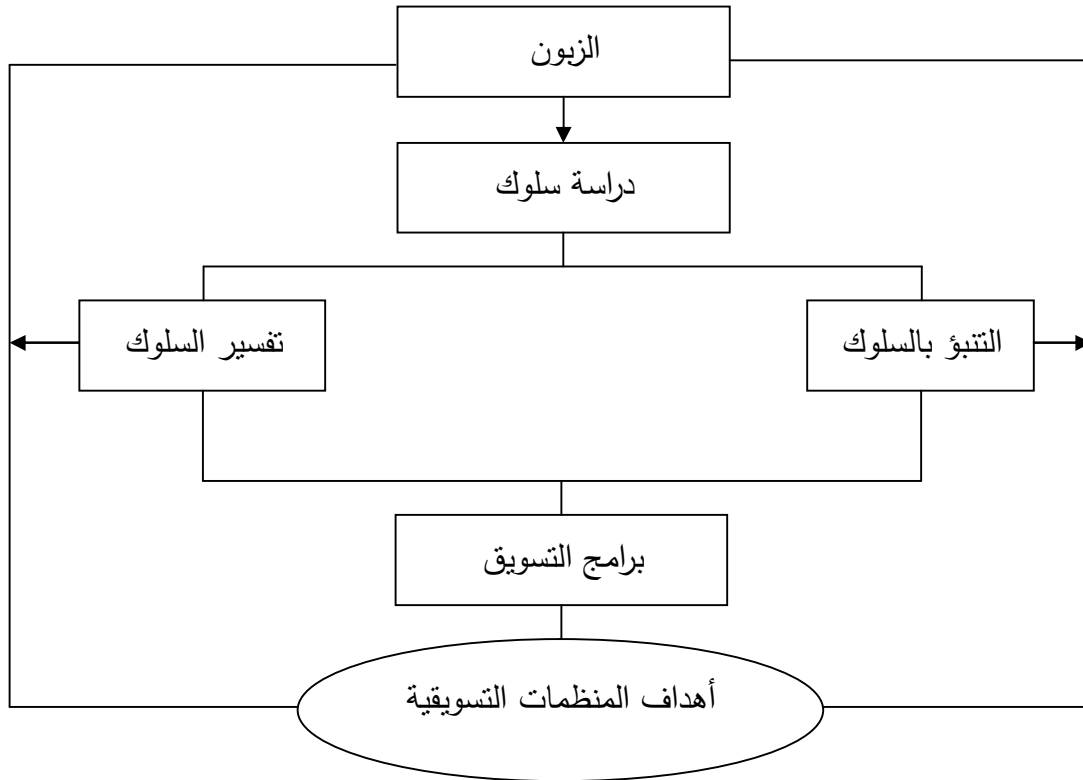 الزبون
دراسة سلوك
التنبؤ بالسلوك
تفسير السلوك
برامج التسويق
أهداف المنظمات التسويقية